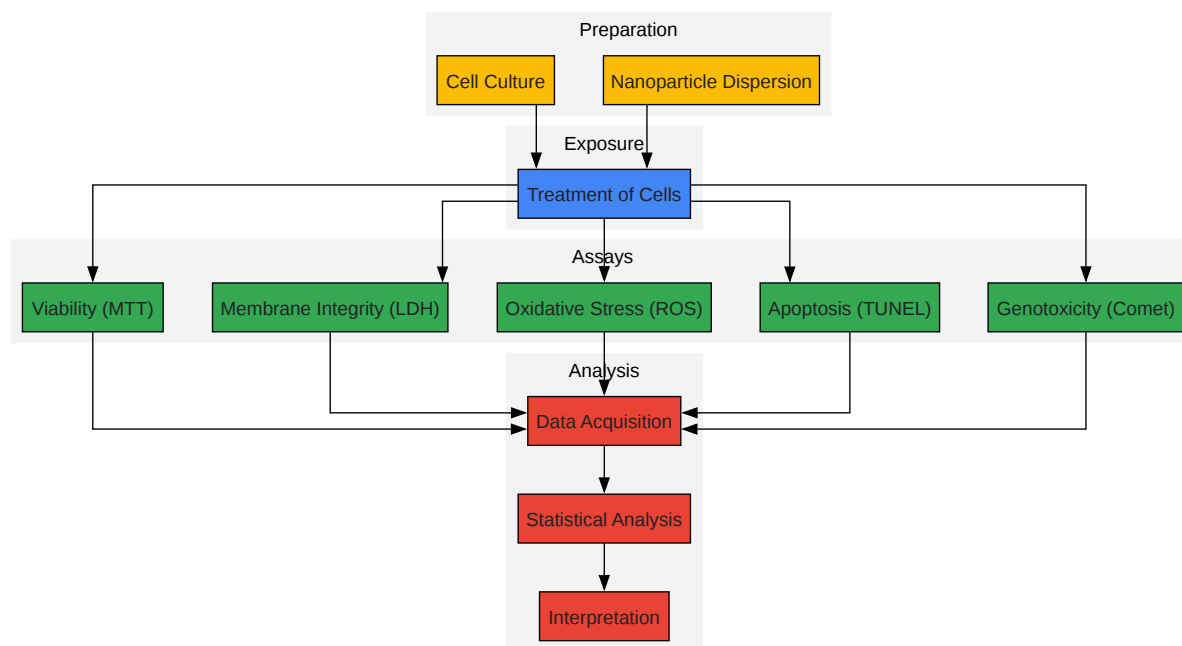 Preparation
Cell Culture
Nanoparticle Dispersion
Exposure
Treatment of Cells
Assays
Viability (MTT)
Membrane Integrity (LDH)
Oxidative Stress (ROS)
Apoptosis (TUNEL)
Genotoxicity (Comet)
Analysis
Data Acquisition
Statistical Analysis
Interpretation